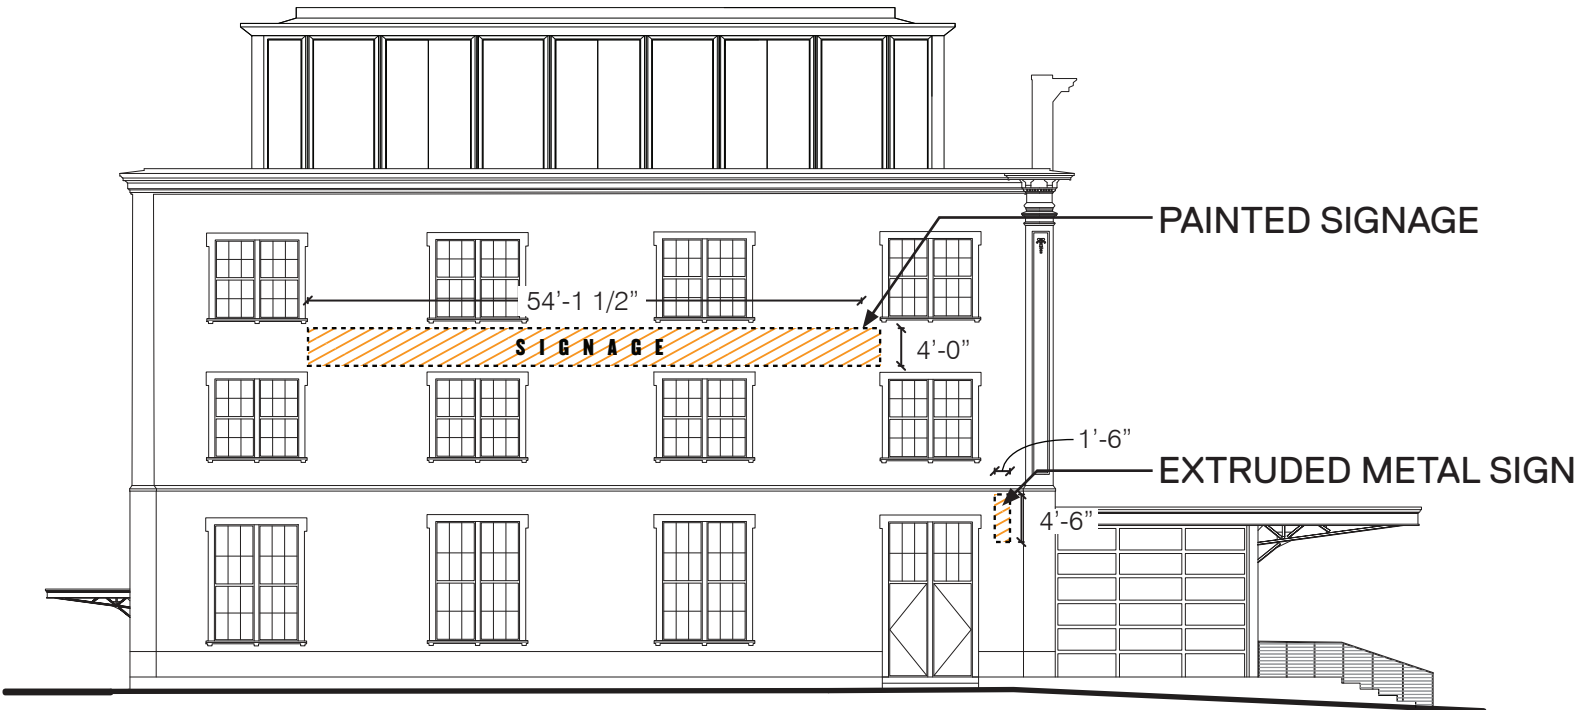 PAINTED SIGNAGE
54’-1 1/2”
SIGNAGE
4’-0”
1’-6”
EXTRUDED METAL SIGN
4’-6”